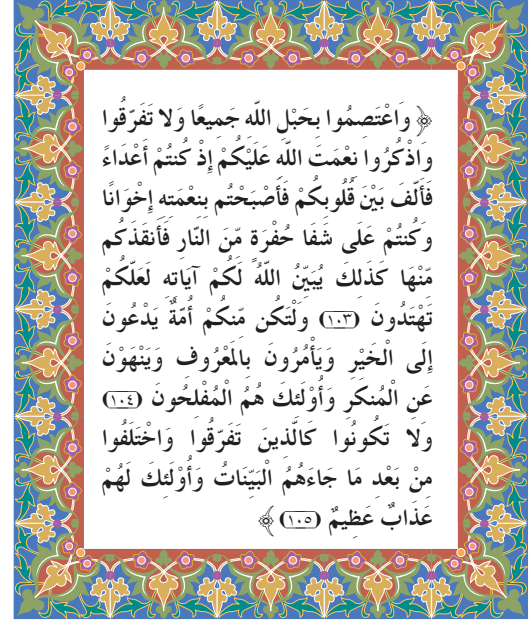 ﴿ وَاعْتَصِمُوا بِحَبْلِ اللَّهِ جَمِيعًا وَلَا تَفَرَّقُوا
وَاذْكُرُوا نِعْمَتَ اللَّهِ عَلَيْكُمْ إِذْ كُنتُمْ أَعْدَاءً
فَأَلَّفَ بَيْنَ قُلُوبِكُمْ فَأَصْبَحْتُم بِنِعْمَتِهِ إِخْوَانًا
وَكُنتُمْ عَلَى شَفَا حُفْرَةٍ مِّنَ النَّارِ فَأَنقَذَكُم
مِّنْهَا كَذَلِكَ يُبَيِّنُ اللَّهُ لَكُمْ آيَاتِهِ لَعَلَّكُمْ
تَهْتَدُونَ (١٠٣) وَلْتَكُن مِّنكُمْ أُمَّةٌ يَدْعُونَ
إِلَى الْخَيْرِ وَيَأْمُرُونَ بِالْمَعْرُوفِ وَيَنْهَوْنَ
عَنِ الْمُنكَرِ وَأُوْلَئِكَ هُمُ الْمُفْلِحُونَ (١٠٤)
وَلَا تَكُونُوا كَالَّذِينَ تَفَرَّقُوا وَاخْتَلَفُوا
مِنْ بَعْدِ مَا جَاءَهُمُ الْبَيِّنَاتُ وَأُوْلَئِكَ لَهُمْ
عَذَابٌ عَظِيمٌ (١٠٥) ﴾